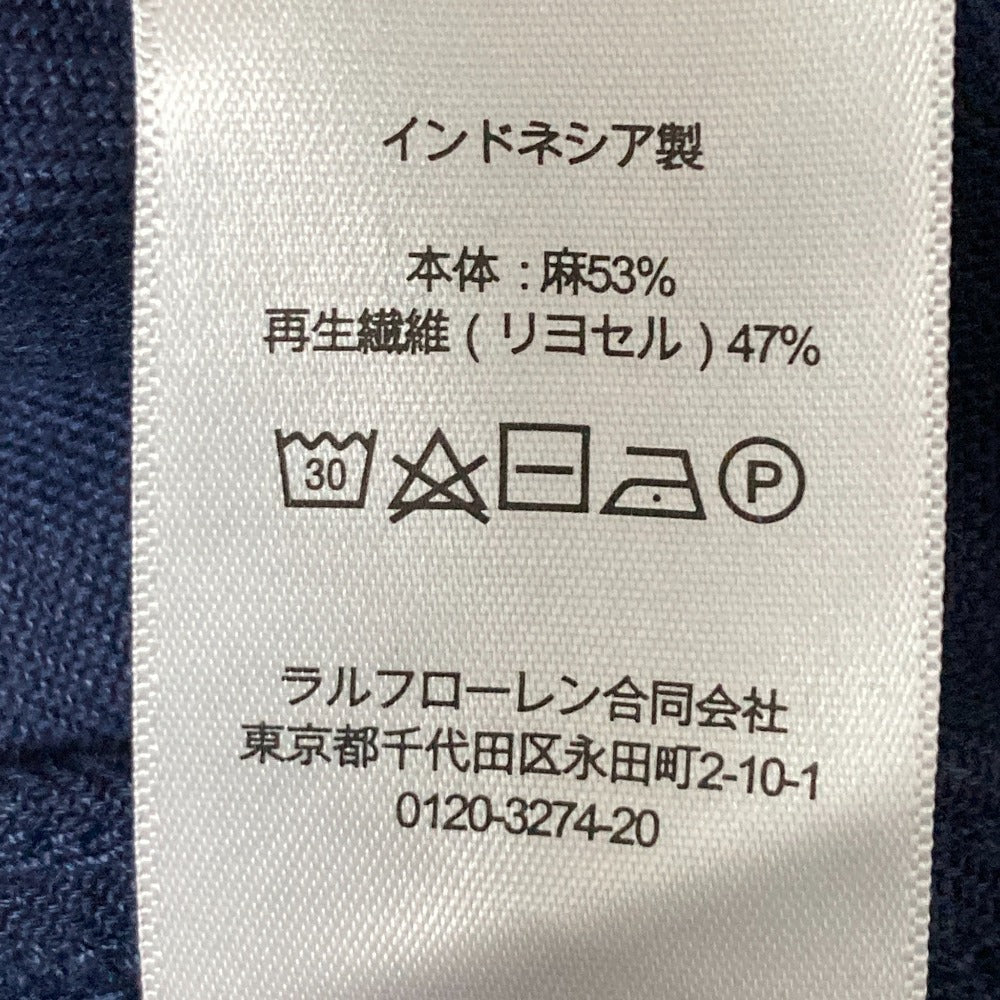 インドネシア製
本体 : 麻53%
再生繊維 ( リヨセル ) 47%
30
P
ラルフローレン合同会社
東京都千代田区永田町2-10-1
0120-3274-20